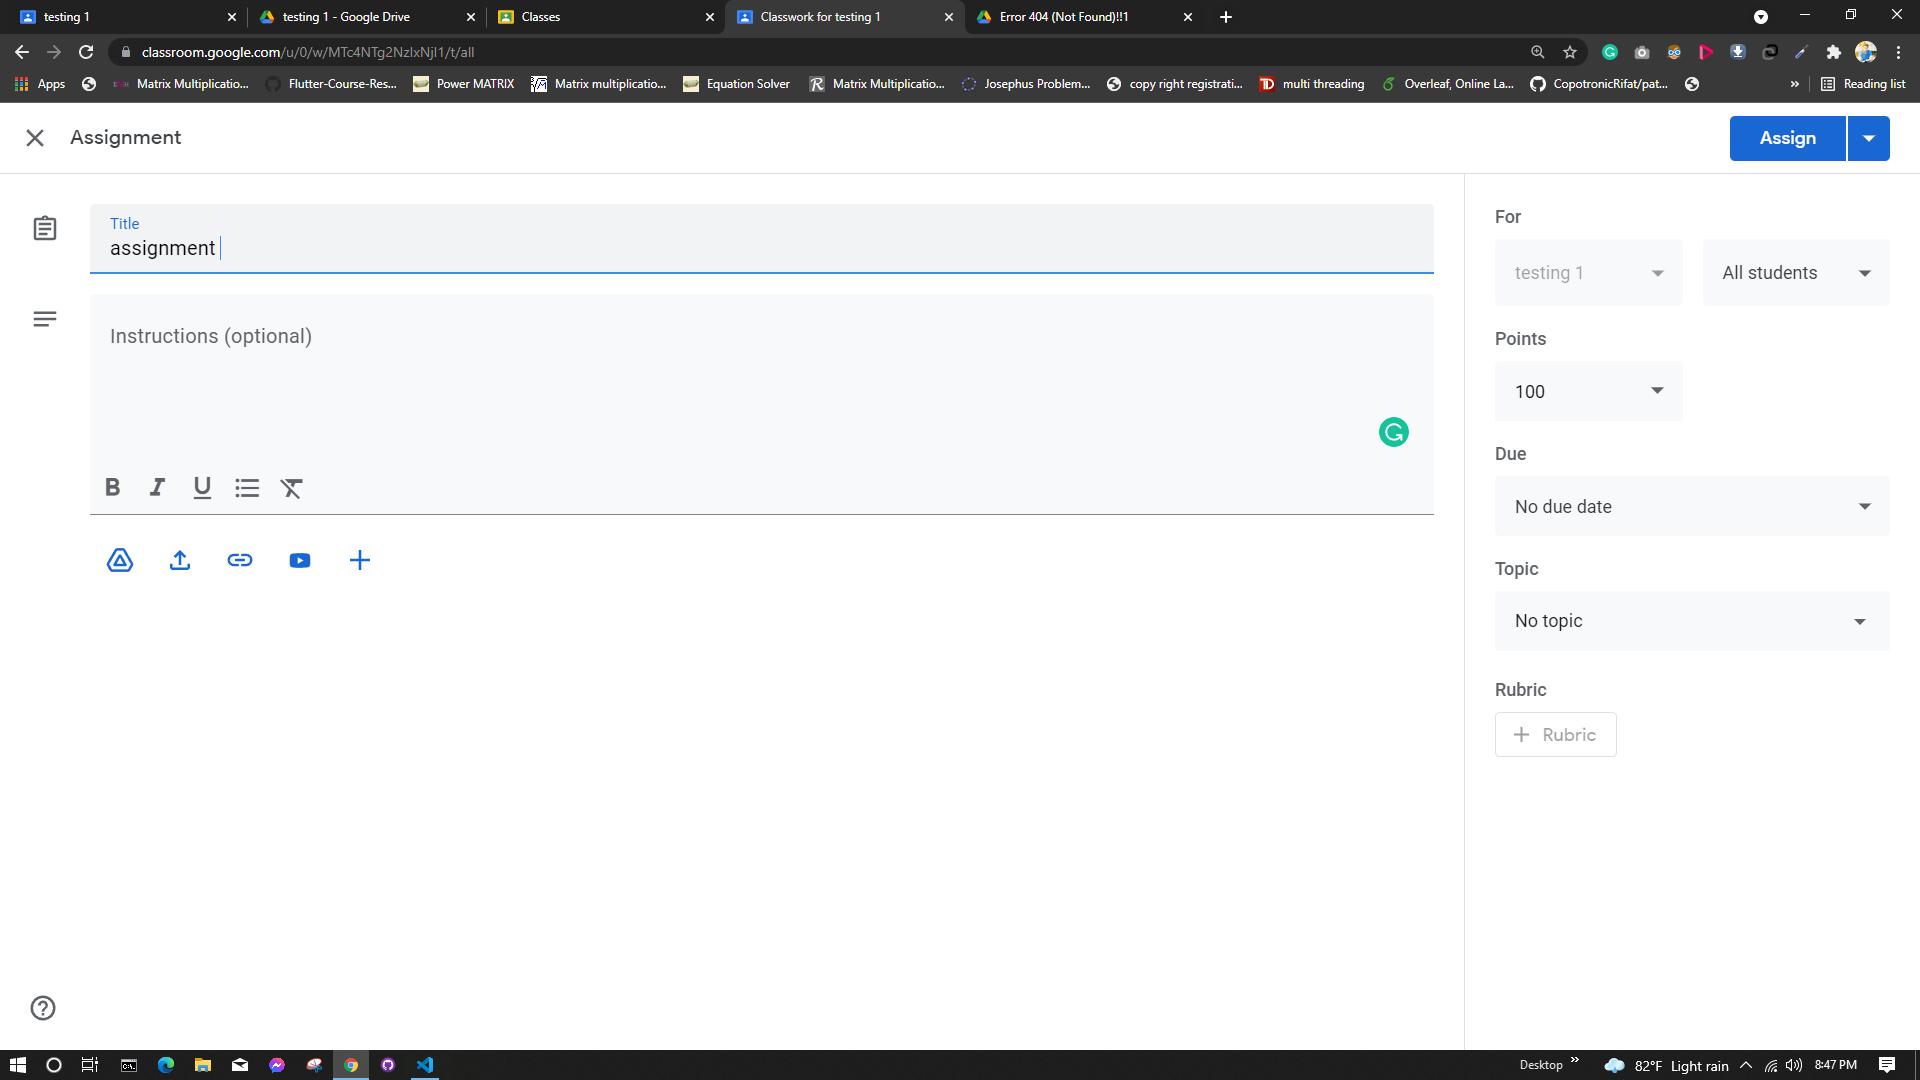 testing 1
testing 1 - Google Drive
Classes
Classwork for testing 1
Error 404 (Not Found)!!1
classroom.google.com/u/0/w/MTc4NTg2NzIxNjI1/t/all
Apps
Matrix Multiplicatio...
Flutter-Course-Res...
Power MATRIX
Matrix multiplicatio...
Equation Solver
Matrix Multiplicatio...
Josephus Problem...
copy right registrati...
TD
multi threading
Overleaf, Online La...
CopotronicRifat/pat...
»
Reading list
Assignment
Assign
Title
assignment
Instructions (optional)
B I U
For
testing 1
All students
Points
100
Due
No due date
Topic
No topic
Rubric
+ Rubric
Desktop »
82°F Light rain
8:47 PM